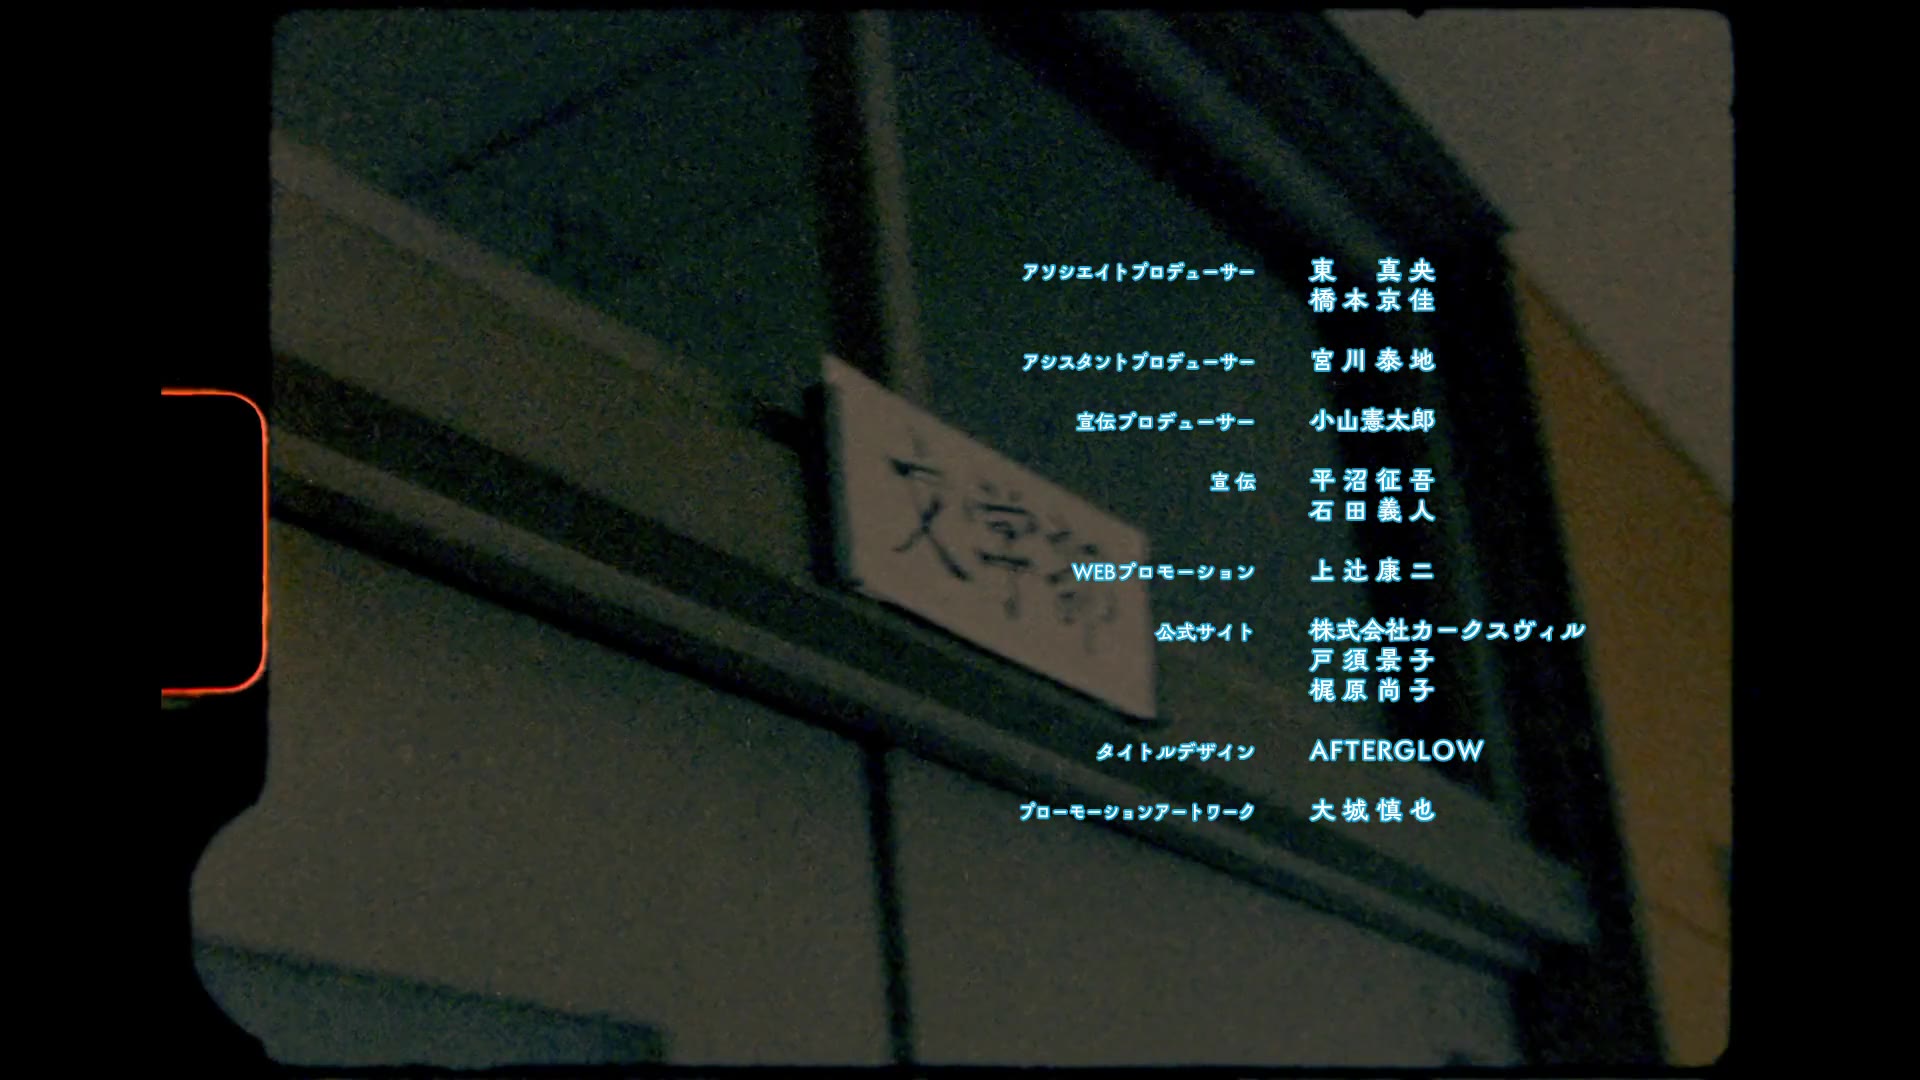 アソシエイトプロデューサー 東 真央
橋本京佳
アシスタントプロデューサー 宮川泰地
宣伝プロデューサー 小山憲太郎
宣伝 平沼征吾
石田義人
WEBプロモーション 上辻康二
公式サイト 株式会社カークスヴィル
戸須景子
梶原尚子
タイトルデザイン AFTERGLOW
プローモーションアートワーク 大城慎也
文学部